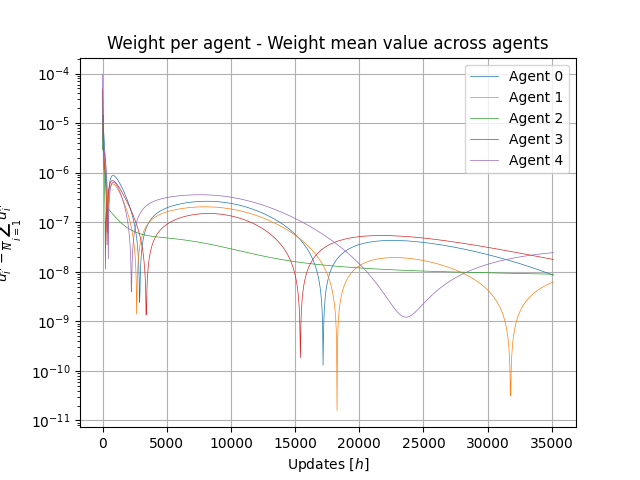 Weight per agent - Weight mean value across agents
10⁻⁴
10⁻⁵
10⁻⁶
10⁻⁷
10⁻⁸
10⁻⁹
10⁻¹⁰
10⁻¹¹
Agent 0
Agent 1
Agent 2
Agent 3
Agent 4
0 5000 10000 15000 20000 25000 30000 35000
Updates [h]